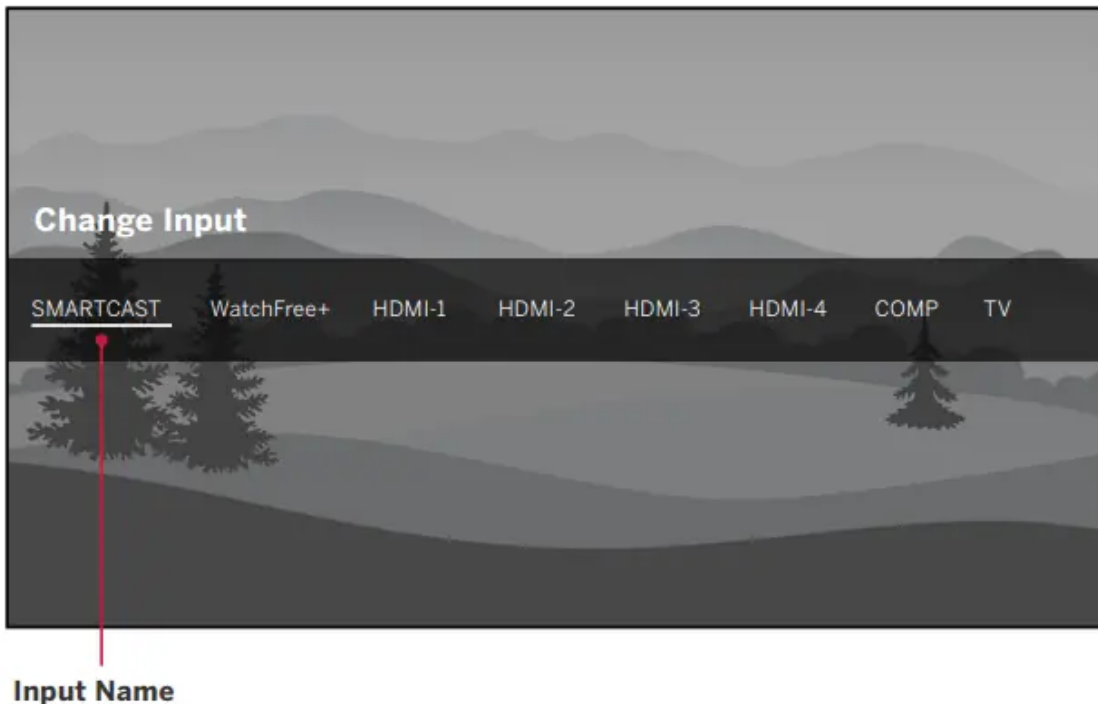 Change Input
SMARTCAST WatchFree+ HDMI-1 HDMI-2 HDMI-3 HDMI-4 COMP TV
Input Name